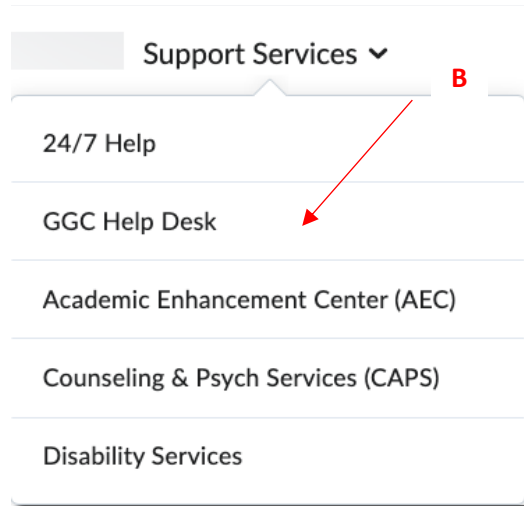 Support Services
B
24/7 Help
GGC Help Desk
Academic Enhancement Center (AEC)
Counseling & Psych Services (CAPS)
Disability Services